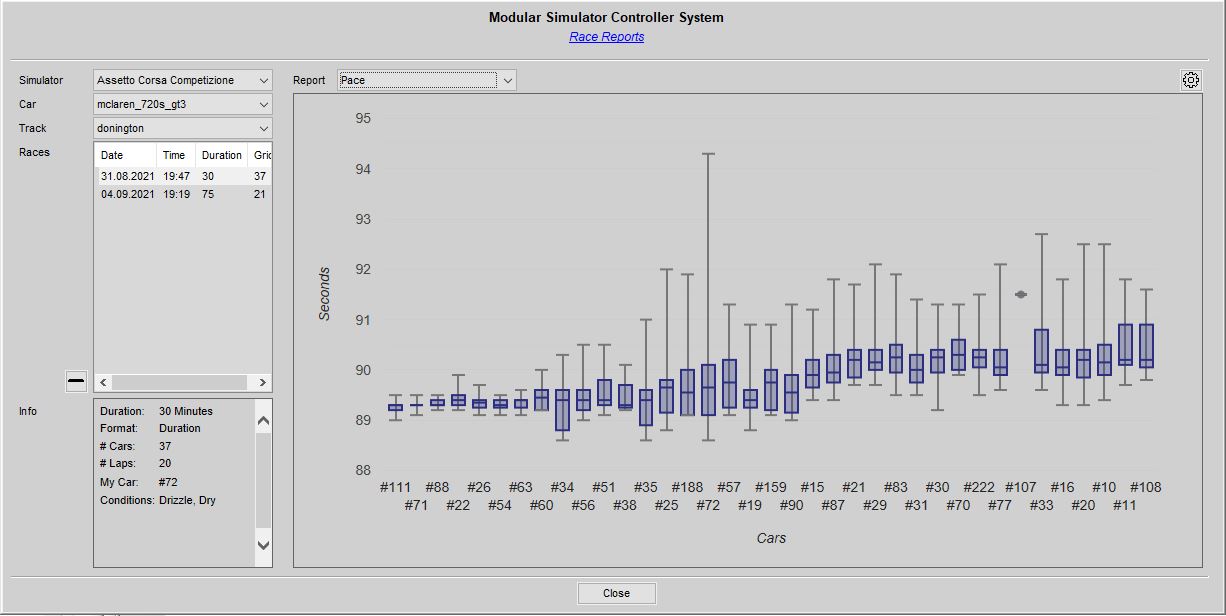 Modular Simulator Controller System
Race Reports
Simulator Assetto Corsa Competizione
Car mclaren_720s_gt3
Track donington
Races
Date Time Duration Gric
31.08.2021 19:47 30 37
04.09.2021 19:19 75 21
Info
Duration: 30 Minutes
Format: Duration
# Cars: 37
# Laps: 20
My Car: #72
Conditions: Drizzle, Dry
Report Pace
95
94
93
92
91
90
89
88
Seconds
#111 #88 #26 #63 #34 #51 #35 #188 #57 #159 #15 #21 #83 #30 #222 #107 #16 #10 #108
#71 #22 #54 #60 #56 #38 #25 #72 #19 #90 #87 #29 #31 #70 #77 #33 #20 #11
Cars
Close